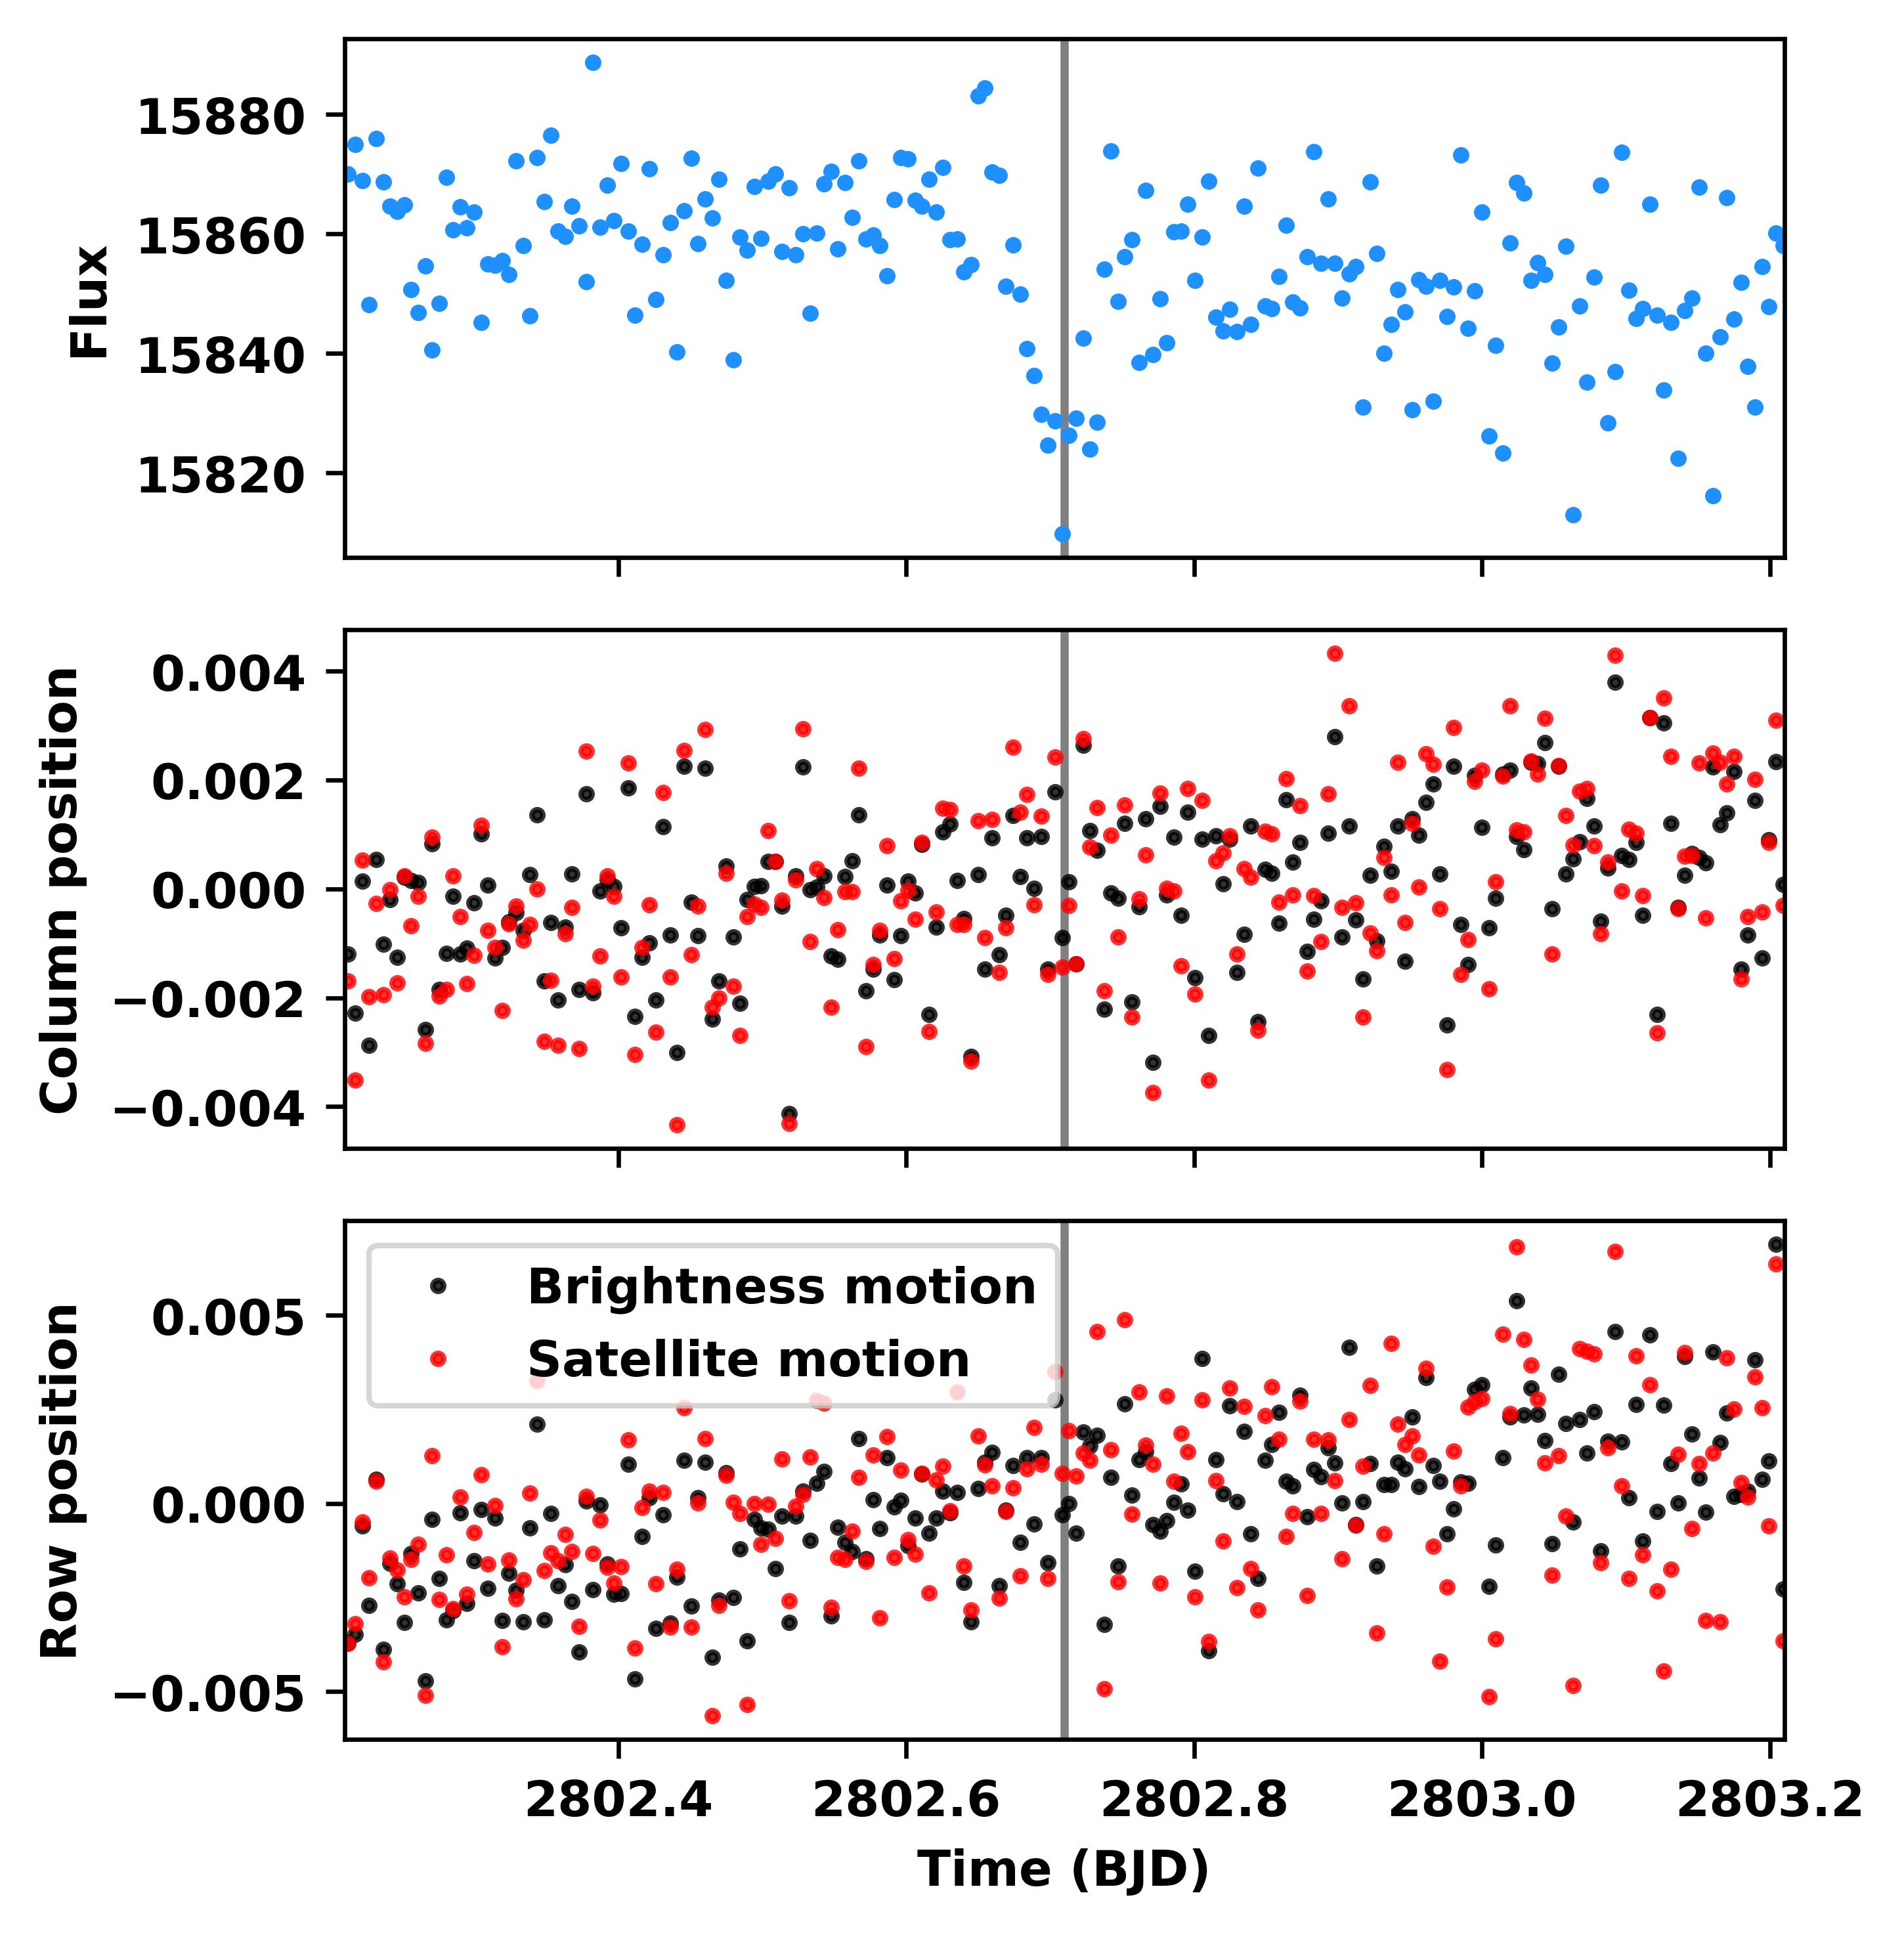 Flux
15880
15860
15840
15820
Column position
0.004
0.002
0.000
−0.002
−0.004
Row position
0.005
0.000
−0.005
Brightness motion
Satellite motion
2802.4 2802.6 2802.8 2803.0 2803.2
Time (BJD)